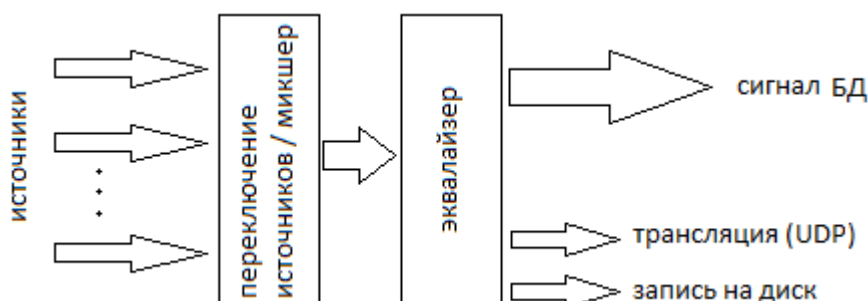 источники
переключение
источников / микшер
эквалайзер
сигнал БД
трансляция (UDP)
запись на диск